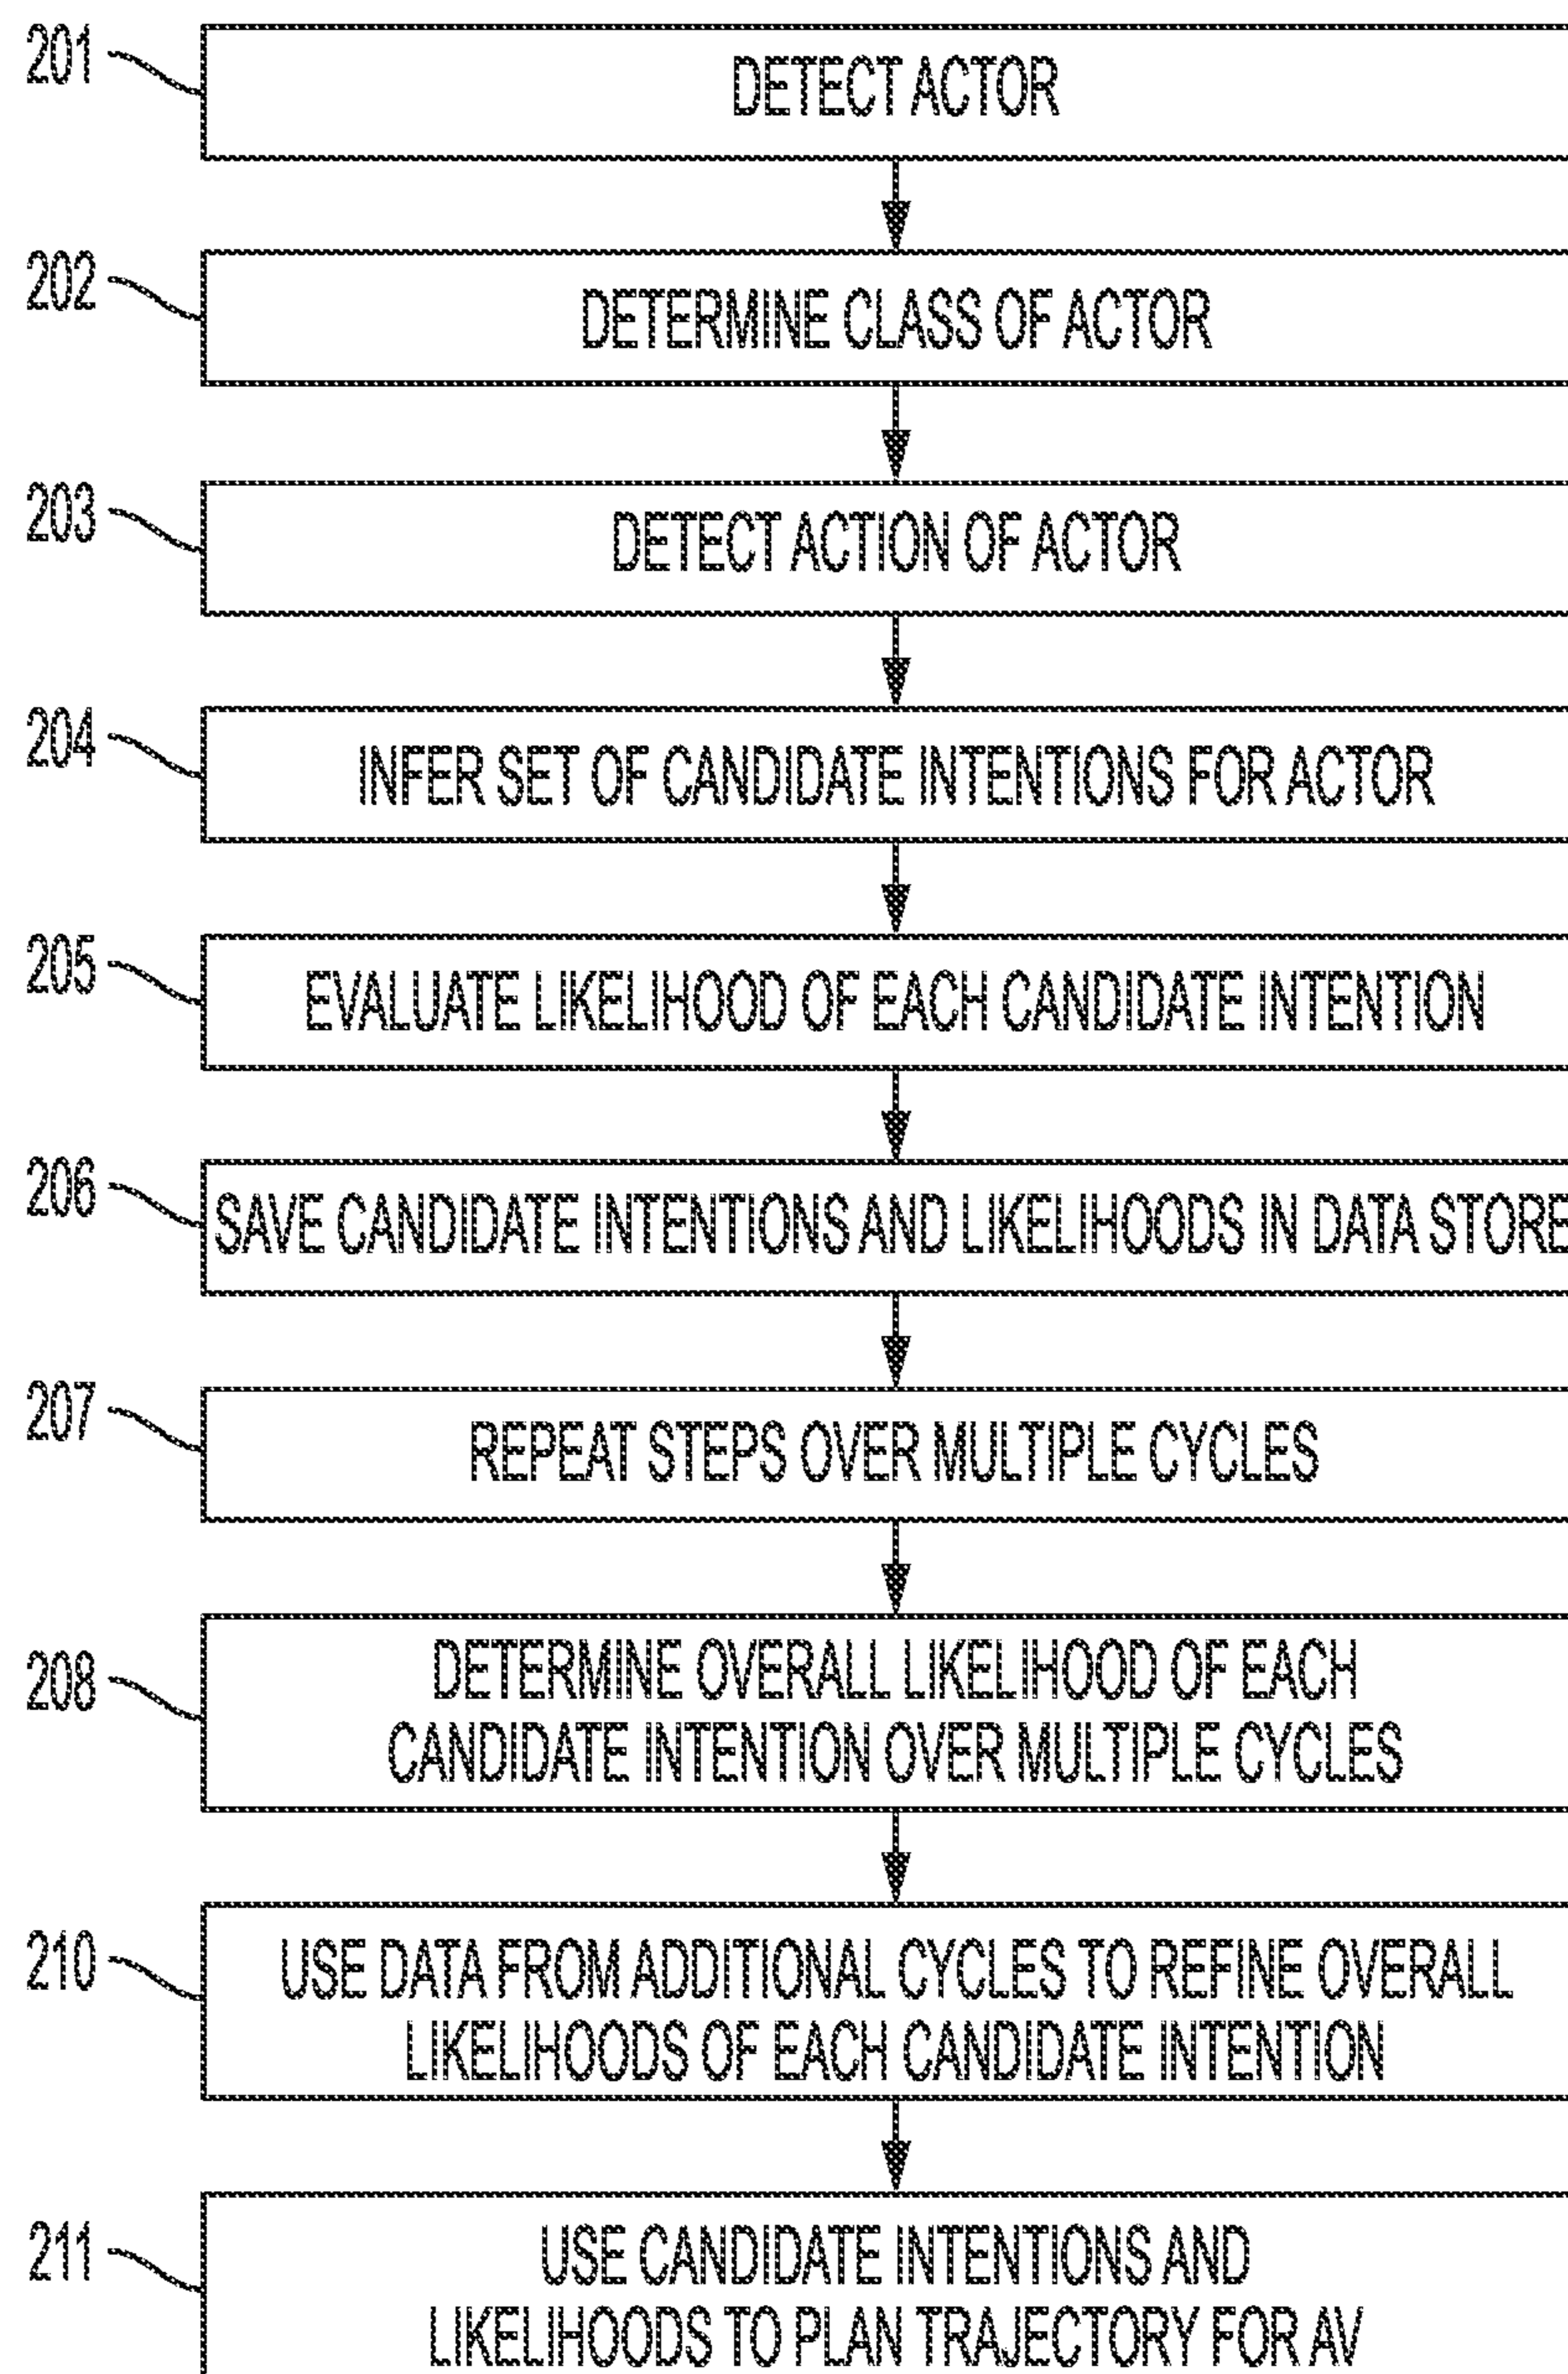 201
DETECT ACTOR
202
DETERMINE CLASS OF ACTOR
203
DETECT ACTION OF ACTOR
204
INFER SET OF CANDIDATE INTENTIONS FOR ACTOR
205
EVALUATE LIKELIHOOD OF EACH CANDIDATE INTENTION
206
SAVE CANDIDATE INTENTIONS AND LIKELIHOODS IN DATA STORE
207
REPEAT STEPS OVER MULTIPLE CYCLES
208
DETERMINE OVERALL LIKELIHOOD OF EACH
CANDIDATE INTENTION OVER MULTIPLE CYCLES
210
USE DATA FROM ADDITIONAL CYCLES TO REFINE OVERALL
LIKELIHOODS OF EACH CANDIDATE INTENTION
211
USE CANDIDATE INTENTIONS AND
LIKELIHOODS TO PLAN TRAJECTORY FOR AV